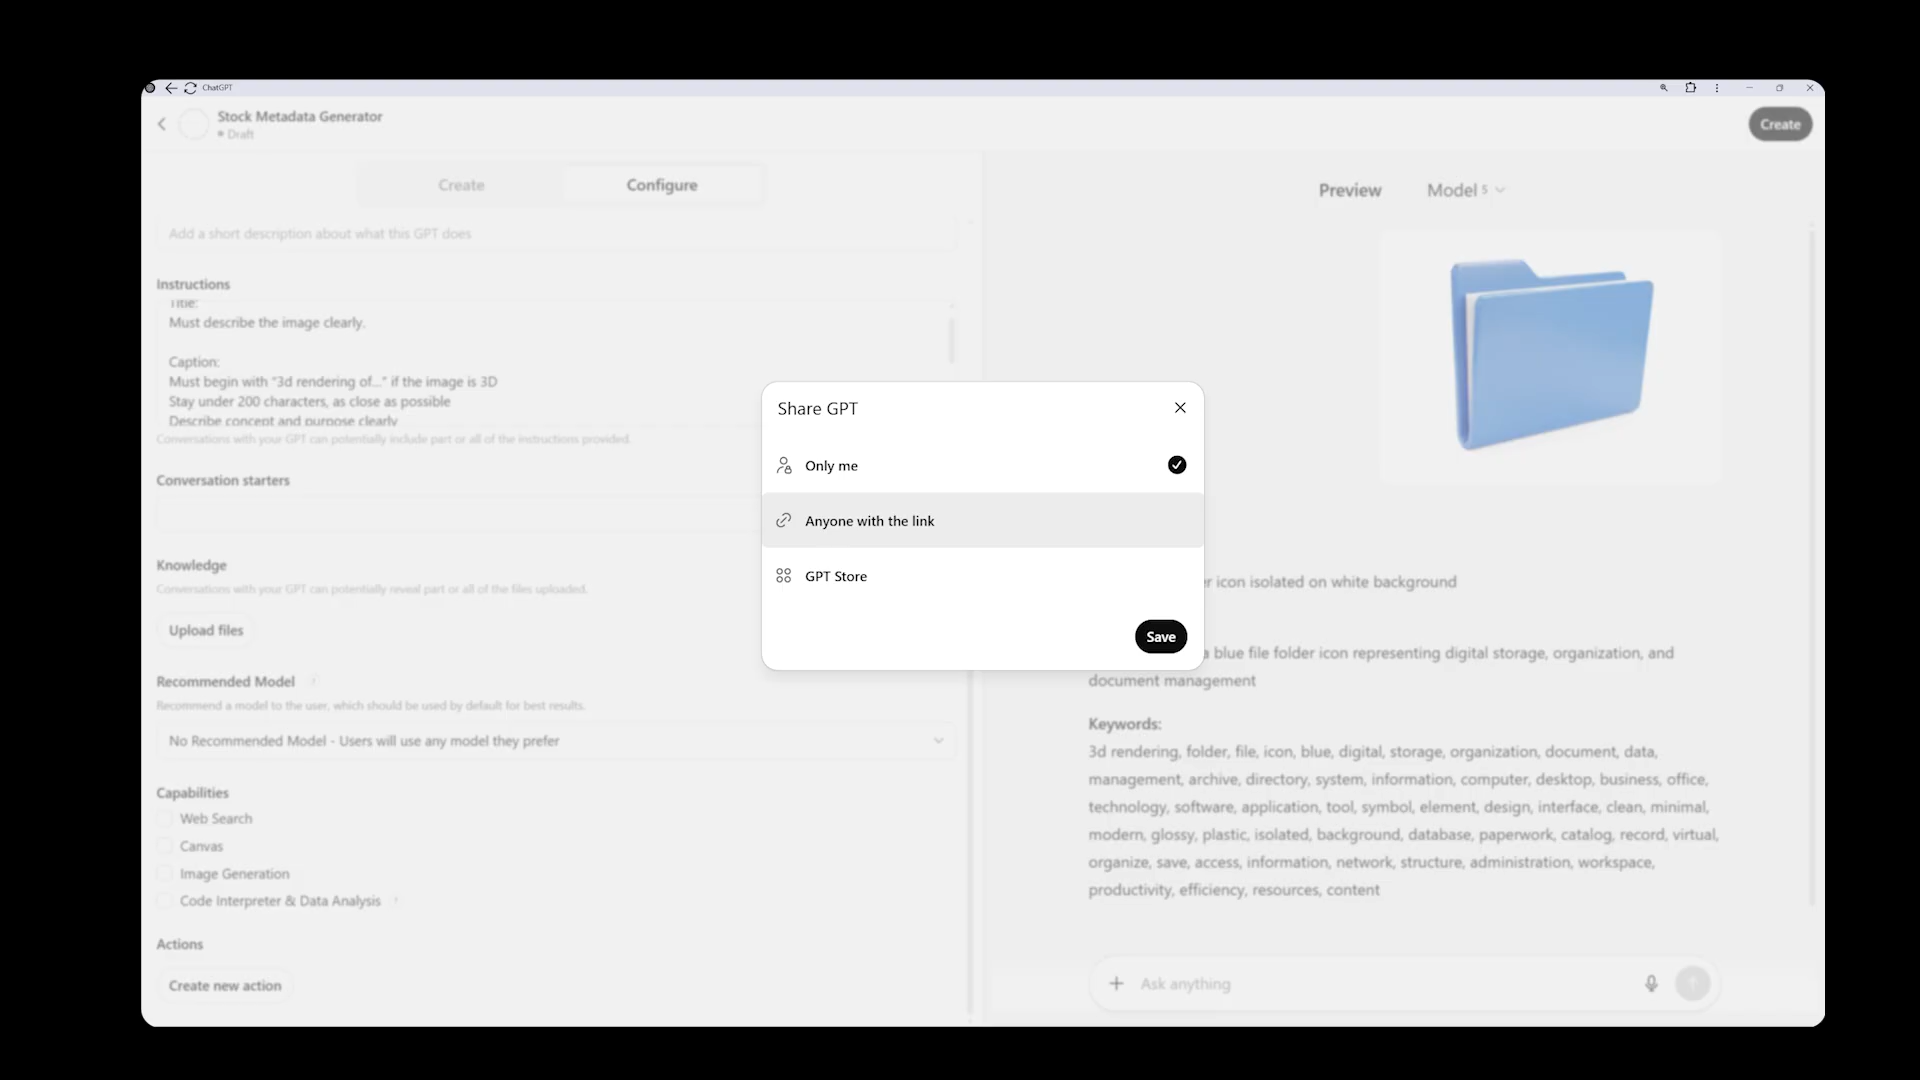 ChatGPT
Stock Metadata Generator
Draft
Create
Create
Configure
Add a short description about what this GPT does
Instructions
Title:
Must describe the image clearly.
Caption:
Must begin with "3d rendering of..." if the image is 3D
Stay under 200 characters, as close as possible
Describe concept and purpose clearly
Conversations with your GPT can potentially include part or all of the instructions provided.
Conversation starters
Knowledge
Conversations with your GPT can potentially reveal part or all of the files uploaded.
Upload files
Recommended Model
Recommend a model to the user, which should be used by default for best results.
No Recommended Model - Users will use any model they prefer
Capabilities
Web Search
Canvas
Image Generation
Code Interpreter & Data Analysis
Actions
Create new action
Share GPT
Only me
Anyone with the link
GPT Store
Save
Preview
Model 5
icon isolated on white background
a blue file folder icon representing digital storage, organization, and
document management
Keywords:
3d rendering, folder, file, icon, blue, digital, storage, organization, document, data,
management, archive, directory, system, information, computer, desktop, business, office,
technology, software, application, tool, symbol, element, design, interface, clean, minimal,
modern, glossy, plastic, isolated, background, database, paperwork, catalog, record, virtual,
organize, save, access, information, network, structure, administration, workspace,
productivity, efficiency, resources, content
Ask anything